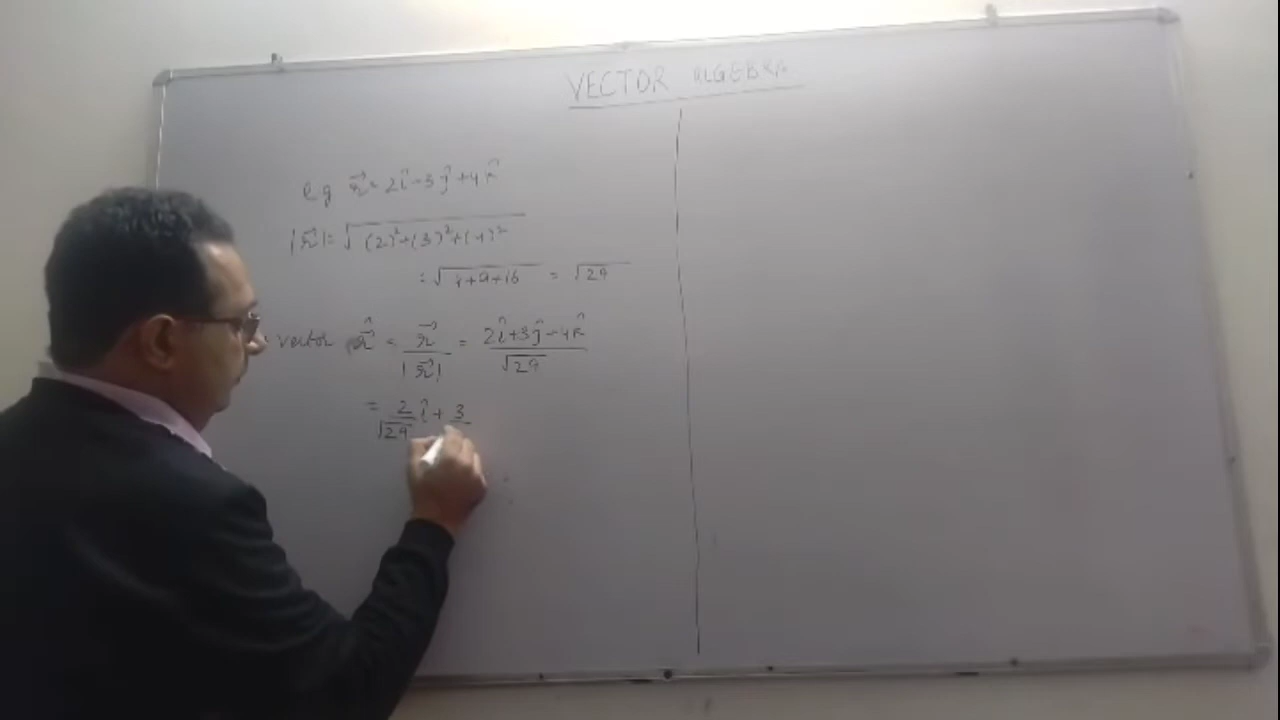 VECTOR ALGEBRA
e.g r⃗ = 2î+3ĵ+4k̂
|r⃗| = √(2)²+(3)²+(4)²
= √4+9+16 = √29
vector r̂ = r⃗/|r⃗| = 2î+3ĵ+4k̂/√29
= 2/√29 î + 3